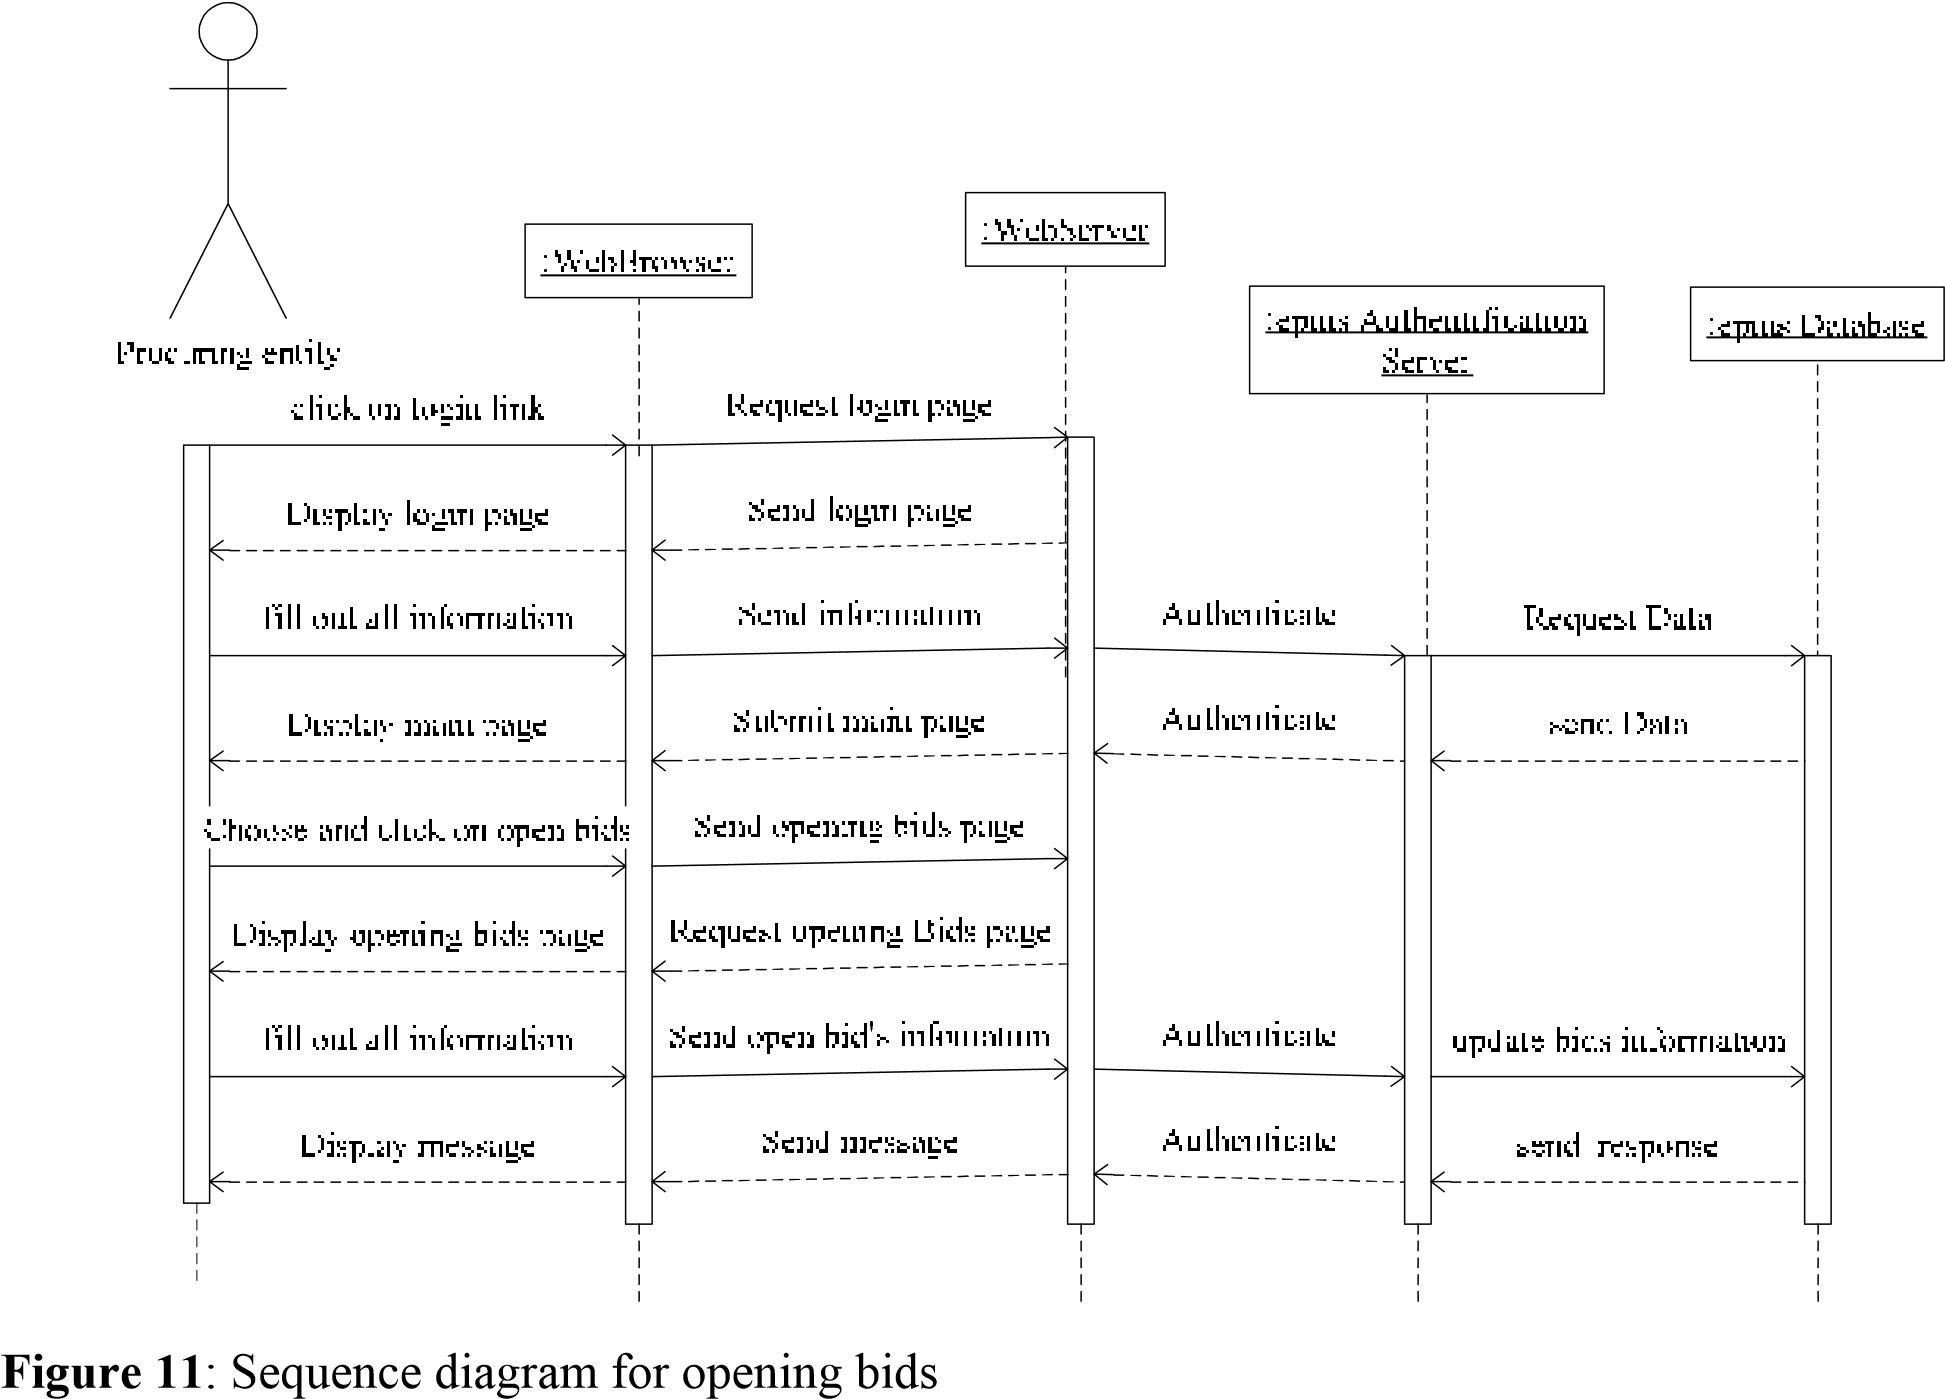 :WebServer
:WebBrowser
:epms Authentification
Server
:epms Database
Procuring entity
click on login link
Request login page
Display login page
Send login page
fill out all information
Send information
Authenticate
Request Data
Display main page
Submit main page
Authenticate
send Data
Choose and click on open bids
Send opening bids page
Display opening bids page
Request opening Bids page
fill out all information
Send open bid's information
Authenticate
update bids information
Display message
Send message
Authenticate
send response
Figure 11: Sequence diagram for opening bids